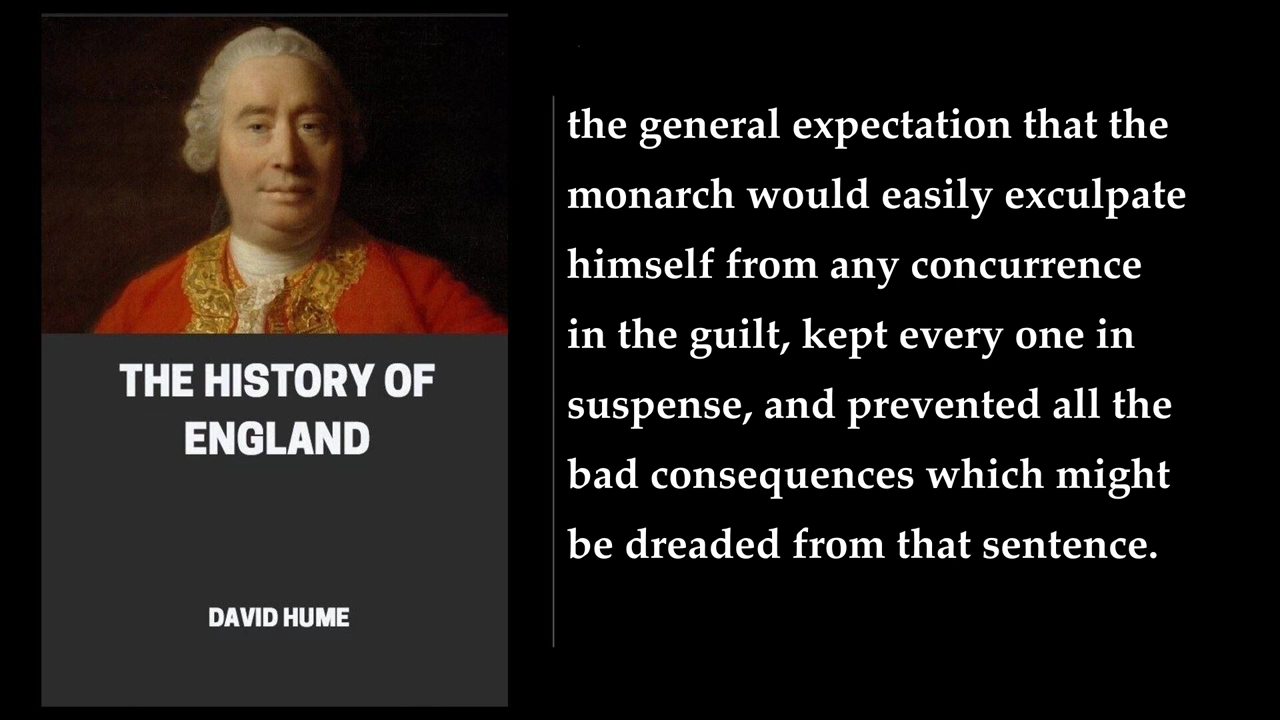 THE HISTORY OF
ENGLAND
DAVID HUME
the general expectation that the
monarch would easily exculpate
himself from any concurrence
in the guilt, kept every one in
suspense, and prevented all the
bad consequences which might
be dreaded from that sentence.